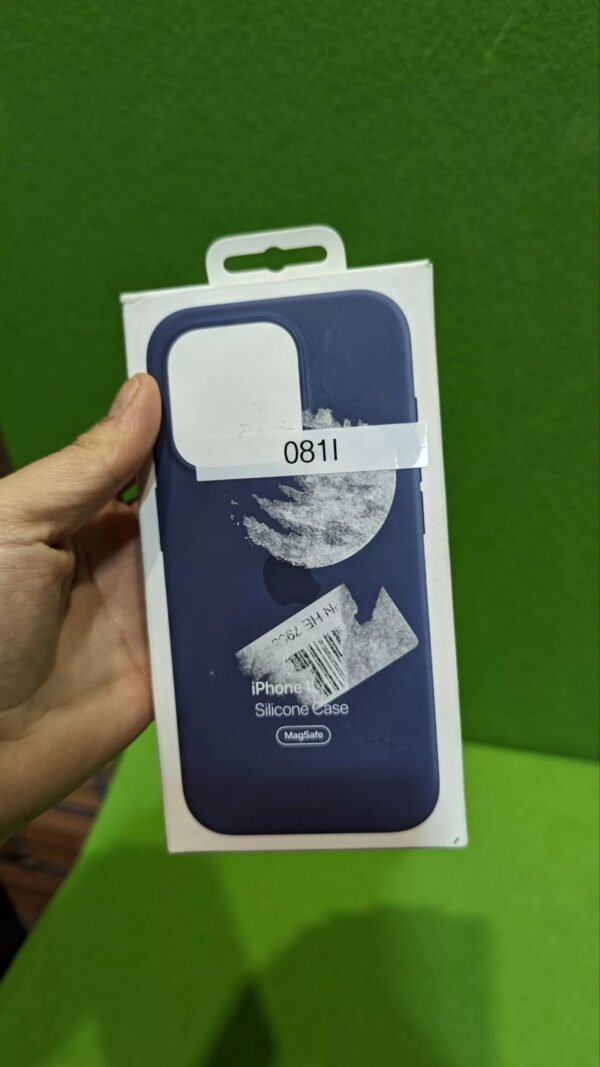 081I
iPhone
Silicone Case
MagSafe